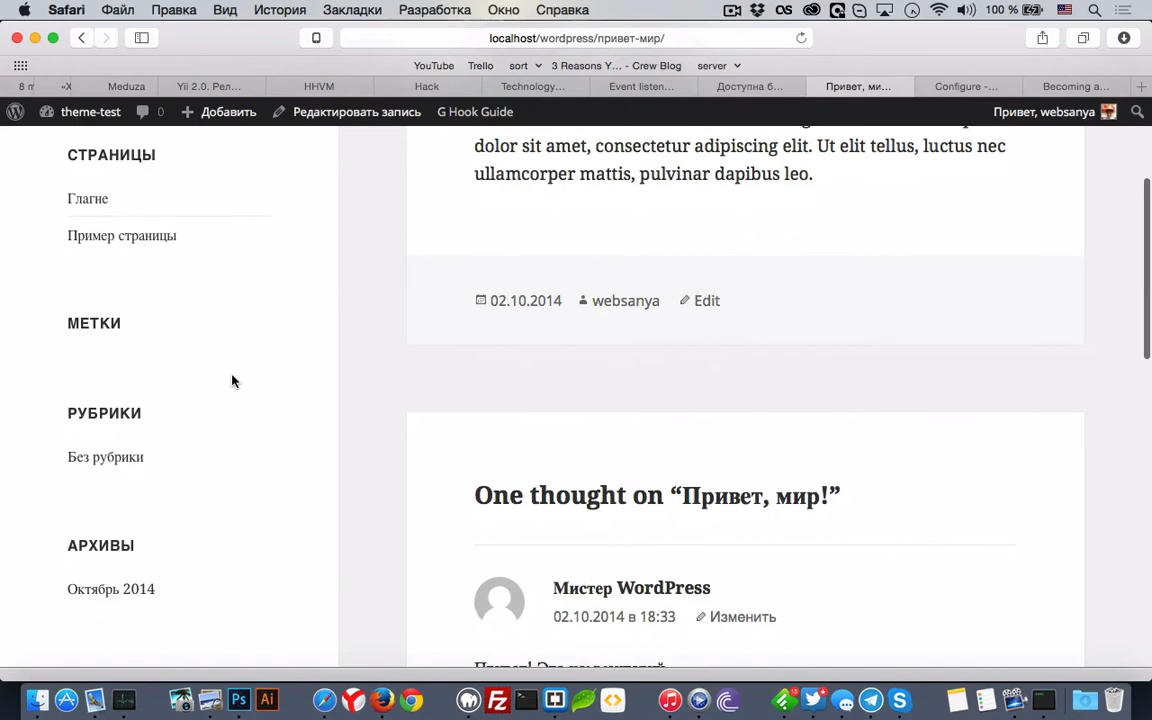 Safari Файл Правка Вид История Закладки Разработка Окно Справка 100 %
localhost/wordpress/привет-мир/
YouTube Trello sort 3 Reasons Y... - Crew Blog server
«X Meduza Yii 2.0. Рел... HHVM Hack Technology... Event listen... Доступна б... Привет, ми... Configure -... Becoming a...
theme-test 0 Добавить Редактировать запись G Hook Guide Привет, websanya
СТРАНИЦЫ
Глагне
Пример страницы
МЕТКИ
РУБРИКИ
Без рубрики
АРХИВЫ
Октябрь 2014
dolor sit amet, consectetur adipiscing elit. Ut elit tellus, luctus nec
ullamcorper mattis, pulvinar dapibus leo.
02.10.2014 websanya Edit
One thought on “Привет, мир!”
Мистер WordPress
02.10.2014 в 18:33 Изменить